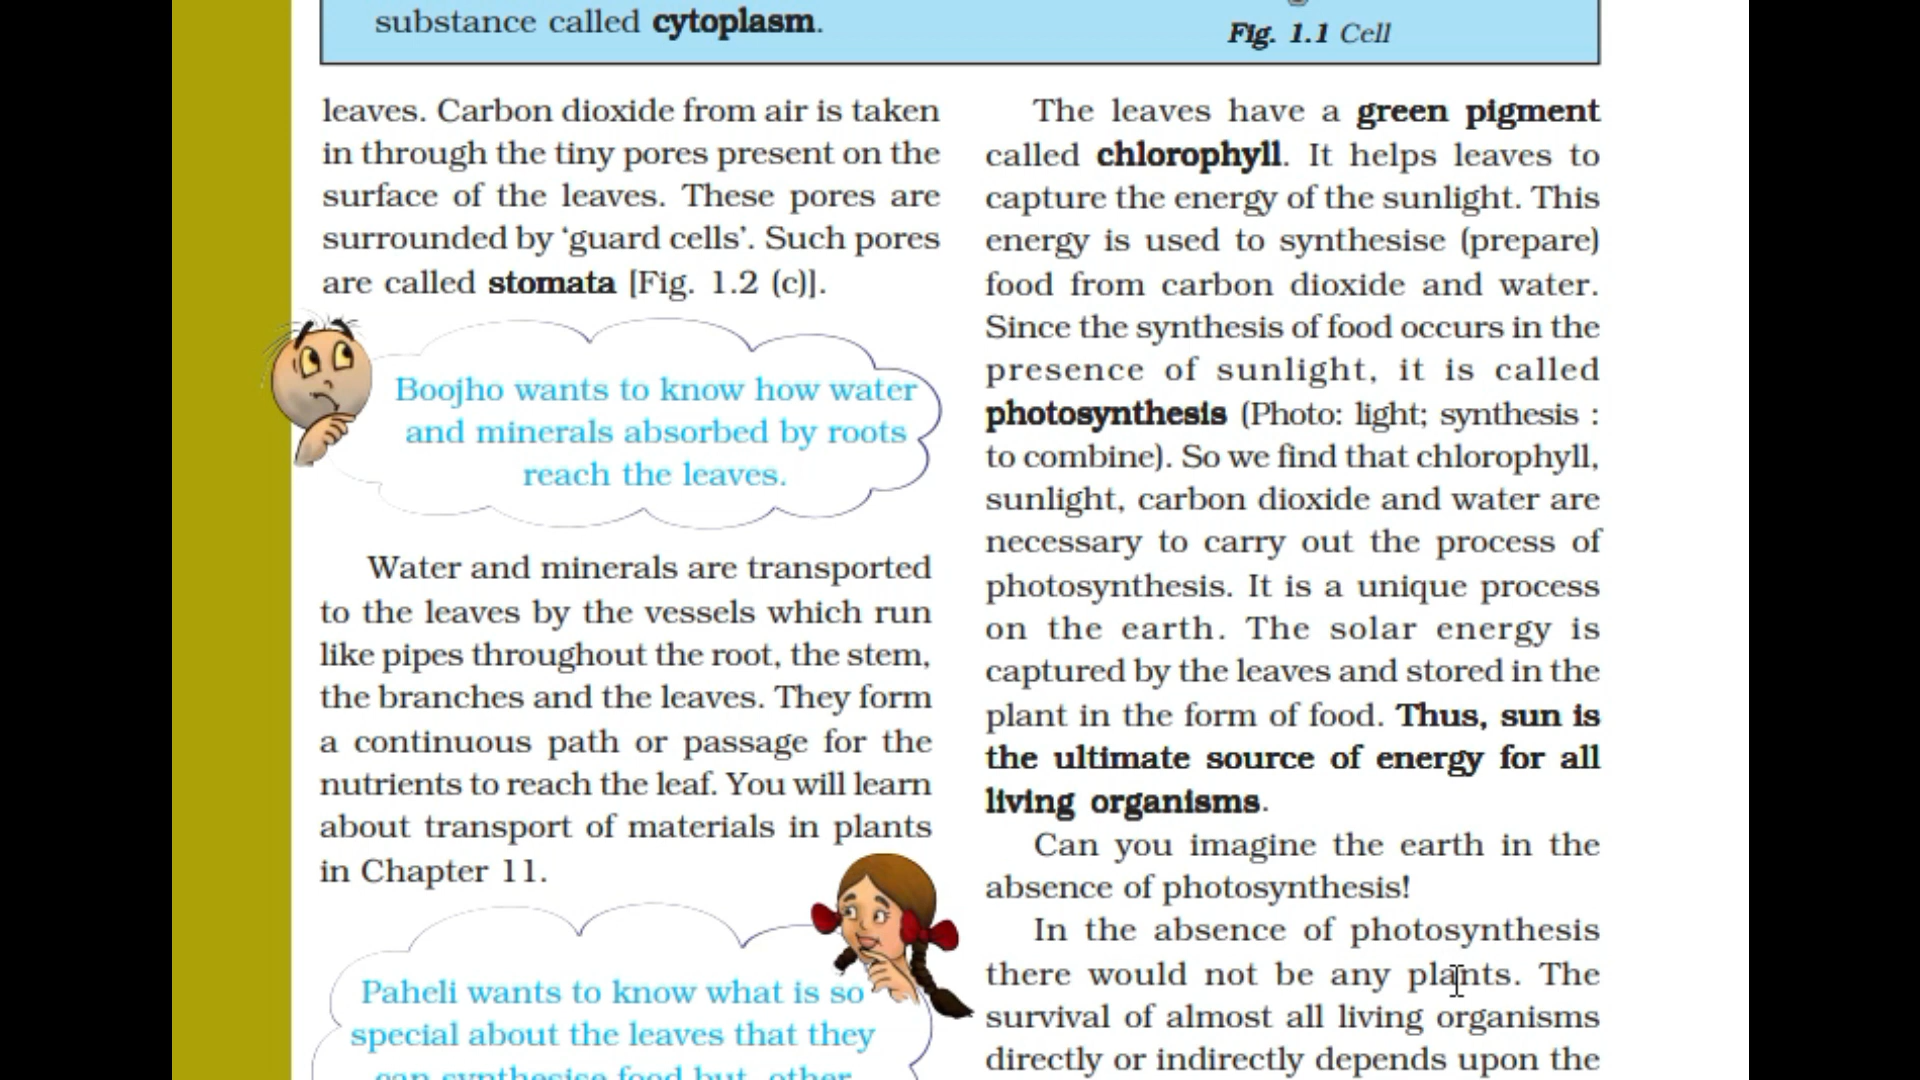 substance called cytoplasm.
Fig. 1.1 Cell
leaves. Carbon dioxide from air is taken
in through the tiny pores present on the
surface of the leaves. These pores are
surrounded by ‘guard cells’. Such pores
are called stomata [Fig. 1.2 (c)].
Boojho wants to know how water
and minerals absorbed by roots
reach the leaves.
Water and minerals are transported
to the leaves by the vessels which run
like pipes throughout the root, the stem,
the branches and the leaves. They form
a continuous path or passage for the
nutrients to reach the leaf. You will learn
about transport of materials in plants
in Chapter 11.
Paheli wants to know what is so
special about the leaves that they
can synthesise food but other
The leaves have a green pigment
called chlorophyll. It helps leaves to
capture the energy of the sunlight. This
energy is used to synthesise (prepare)
food from carbon dioxide and water.
Since the synthesis of food occurs in the
presence of sunlight, it is called
photosynthesis (Photo: light; synthesis :
to combine). So we find that chlorophyll,
sunlight, carbon dioxide and water are
necessary to carry out the process of
photosynthesis. It is a unique process
on the earth. The solar energy is
captured by the leaves and stored in the
plant in the form of food. Thus, sun is
the ultimate source of energy for all
living organisms.
Can you imagine the earth in the
absence of photosynthesis!
In the absence of photosynthesis
there would not be any plants. The
survival of almost all living organisms
directly or indirectly depends upon the